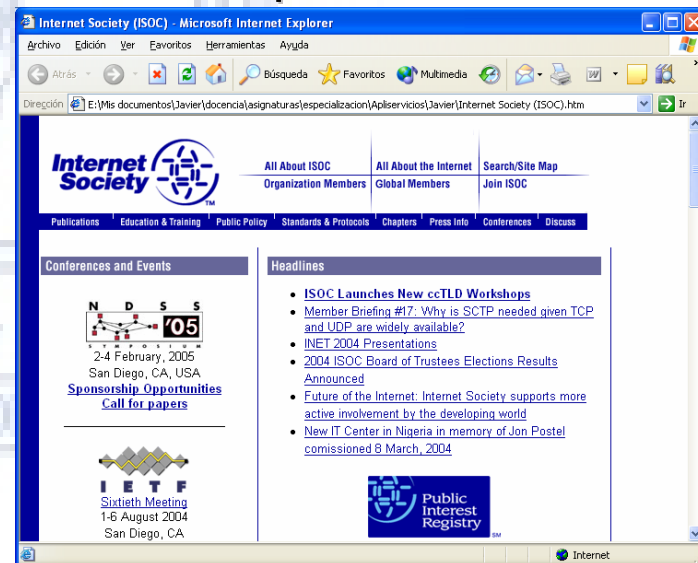 Internet Society (ISOC) - Microsoft Internet Explorer
Archivo Edición Ver Favoritos Herramientas Ayuda
Atrás Búsqueda Favoritos Multimedia
Dirección E:\Mis documentos\Javier\docencia\asignaturas\especializacion\Apliservicios\Javier\Internet Society (ISOC).htm Ir
Internet
Society
TM
All About ISOC All About the Internet Search/Site Map
Organization Members Global Members Join ISOC
Publications Education & Training Public Policy Standards & Protocols Chapters Press Info Conferences Discuss
Conferences and Events
N D S S
'05
S Y M P O S I U M
2-4 February, 2005
San Diego, CA, USA
Sponsorship Opportunities
Call for papers
I E T F
Sixtieth Meeting
1-6 August 2004
San Diego, CA
Headlines
• ISOC Launches New ccTLD Workshops
• Member Briefing #17: Why is SCTP needed given TCP
and UDP are widely available?
• INET 2004 Presentations
• 2004 ISOC Board of Trustees Elections Results
Announced
• Future of the Internet: Internet Society supports more
active involvement by the developing world
• New IT Center in Nigeria in memory of Jon Postel
comissioned 8 March, 2004
Public
Interest
Registry
SM
Internet